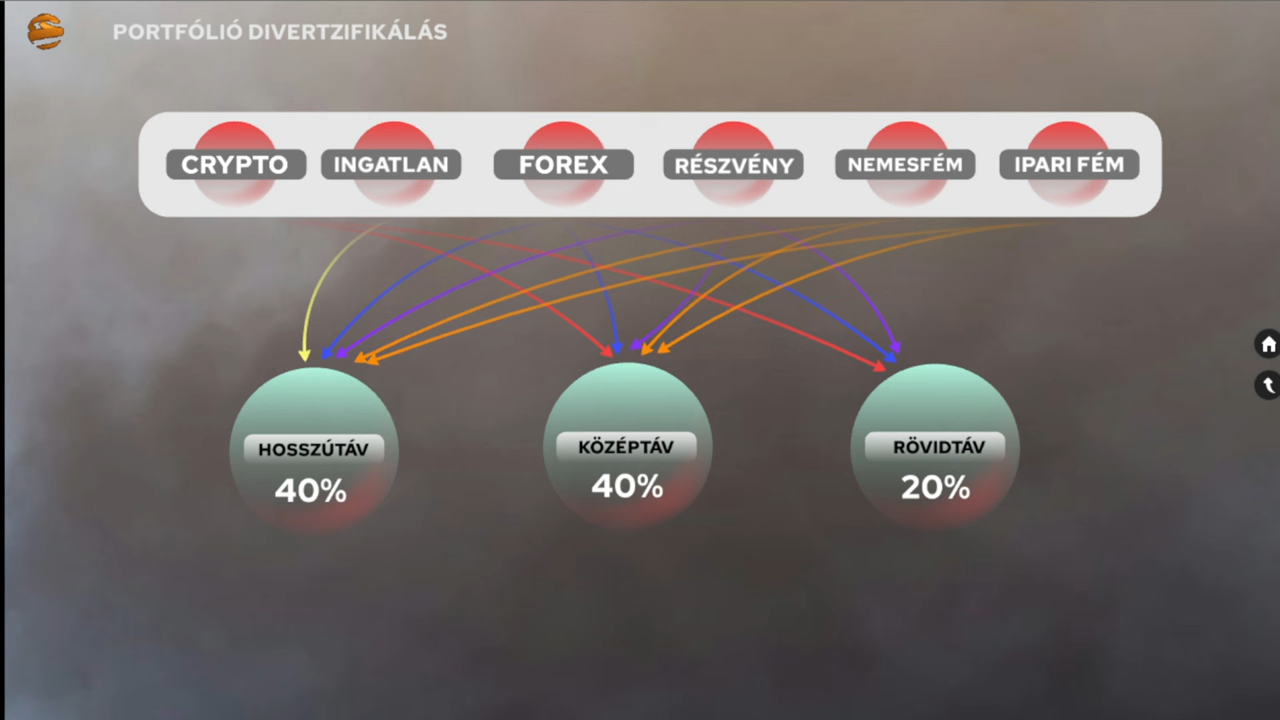 PORTFÓLIÓ DIVERTZIFIKÁLÁS
CRYPTO INGATLAN FOREX RÉSZVÉNY NEMESFÉM IPARI FÉM
HOSSZÚTÁV KÖZÉPTÁV RÖVIDTÁV
40% 40% 20%